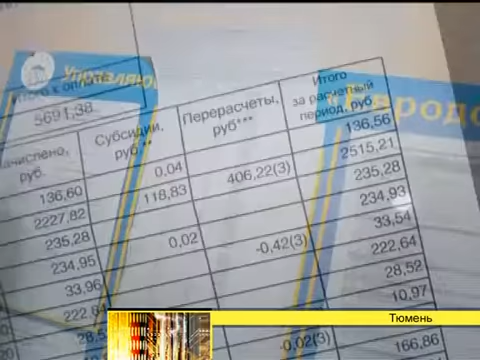 Управляю
Итого к опла
5691,38
ачислено,
руб.
Субсидии,
руб**
Перерасчеты,
руб***
Итого
за расчетный
период, руб.
136,60 0,04 136,56
2227,82 118,83 406,22(3) 2515,21
235,28 235,28
234,95 0,02 234,93
33,96 -0,42(3) 33,54
222,64
28,52
10,97
-0,02(3) 166,86
Тюмень